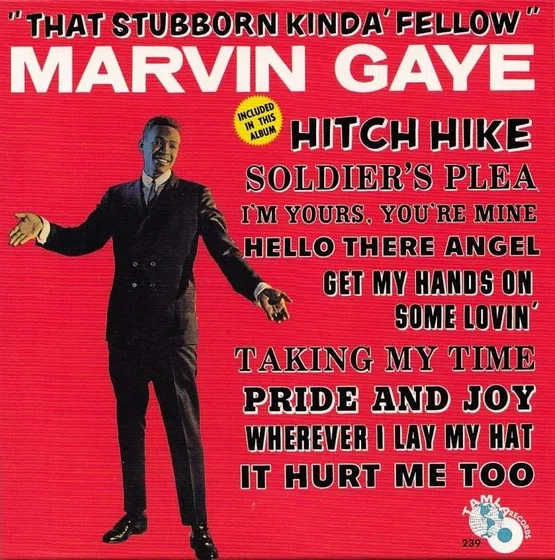 "THAT STUBBORN KINDA' FELLOW"
MARVIN GAYE
INCLUDED
IN THIS
ALBUM
HITCH HIKE
SOLDIER'S PLEA
I'M YOURS, YOU'RE MINE
HELLO THERE ANGEL
GET MY HANDS ON
SOME LOVIN'
TAKING MY TIME
PRIDE AND JOY
WHEREVER I LAY MY HAT
IT HURT ME TOO
TAMLA RECORDS
239